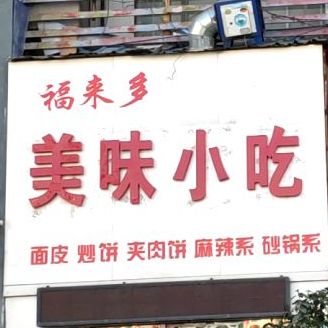 福来多
美味小吃
面皮 炒饼 夹肉饼 麻辣系 砂锅系